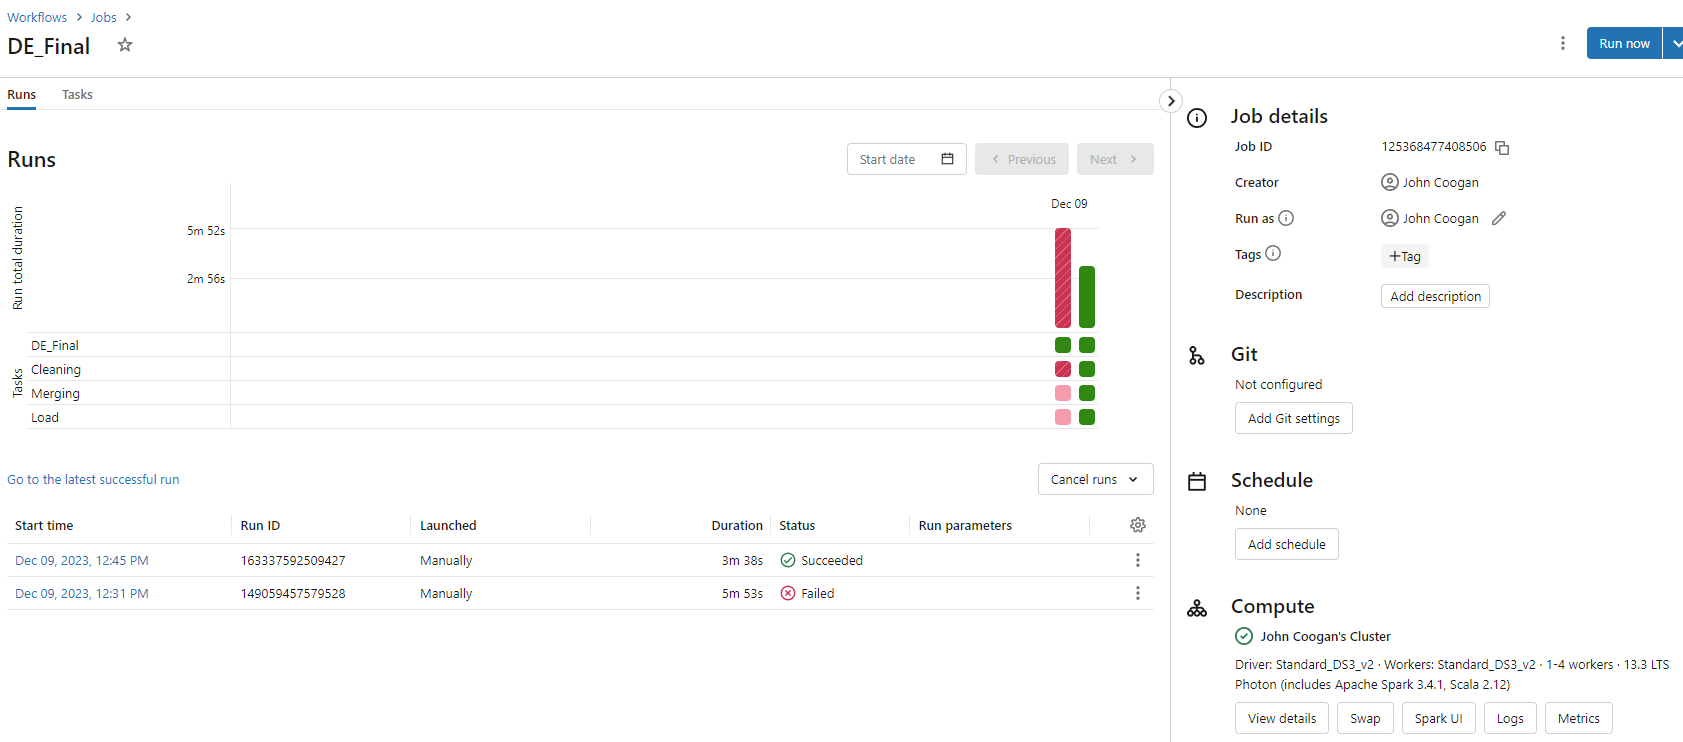 Workflows > Jobs >
DE_Final
Run now
Runs Tasks
Runs
Start date
Previous
Next
Dec 09
Run total duration
5m 52s
2m 56s
Tasks
DE_Final
Cleaning
Merging
Load
Go to the latest successful run
Cancel runs
Start time Run ID Launched Duration Status Run parameters
Dec 09, 2023, 12:45 PM 163337592509427 Manually 3m 38s Succeeded
Dec 09, 2023, 12:31 PM 149059457579528 Manually 5m 53s Failed
Job details
Job ID 125368477408506
Creator John Coogan
Run as John Coogan
Tags +Tag
Description Add description
Git
Not configured
Add Git settings
Schedule
None
Add schedule
Compute
John Coogan's Cluster
Driver: Standard_DS3_v2 · Workers: Standard_DS3_v2 · 1-4 workers · 13.3 LTS
Photon (includes Apache Spark 3.4.1, Scala 2.12)
View details Swap Spark UI Logs Metrics